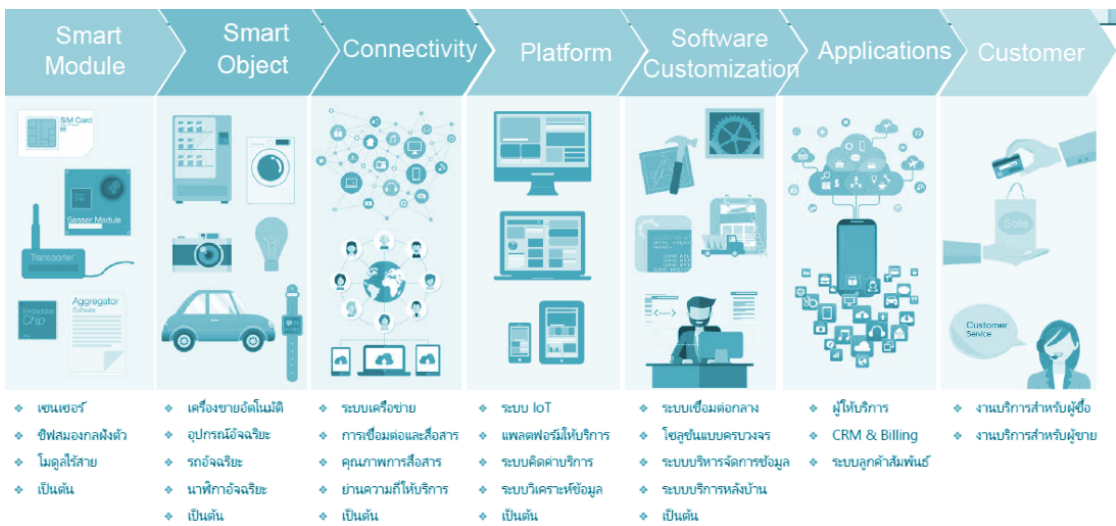 Smart
Module
Smart
Object
Connectivity
Platform
Software
Customization
Applications
Customer
SIM Card
Sensor Module
Transporter
Embedded
Chip
Aggregator
Software
Sale
Customer
Service
❖ เซนเซอร์
❖ ชิฟสมองกลฝังตัว
❖ โมดูลไร้สาย
❖ เป็นต้น
❖ เครื่องขายอัตโนมัติ
❖ อุปกรณ์อัจฉริยะ
❖ รถอัจฉริยะ
❖ นาฬิกาอัจฉริยะ
❖ เป็นต้น
❖ ระบบเครือข่าย
❖ การเชื่อมต่อและสื่อสาร
❖ คุณภาพการสื่อสาร
❖ ย่านความถี่ให้บริการ
❖ เป็นต้น
❖ ระบบ IoT
❖ แพลตฟอร์มให้บริการ
❖ ระบบคิดค่าบริการ
❖ ระบบวิเคราะห์ข้อมูล
❖ เป็นต้น
❖ ระบบเชื่อมต่อกลาง
❖ โซลูชันแบบครบวงจร
❖ ระบบบริหารจัดการข้อมูล
❖ ระบบบริการหลังบ้าน
❖ เป็นต้น
❖ ผู้ให้บริการ
❖ CRM & Billing
❖ ระบบลูกค้าสัมพันธ์
❖ งานบริการสำหรับผู้ซื้อ
❖ งานบริการสำหรับผู้ขาย